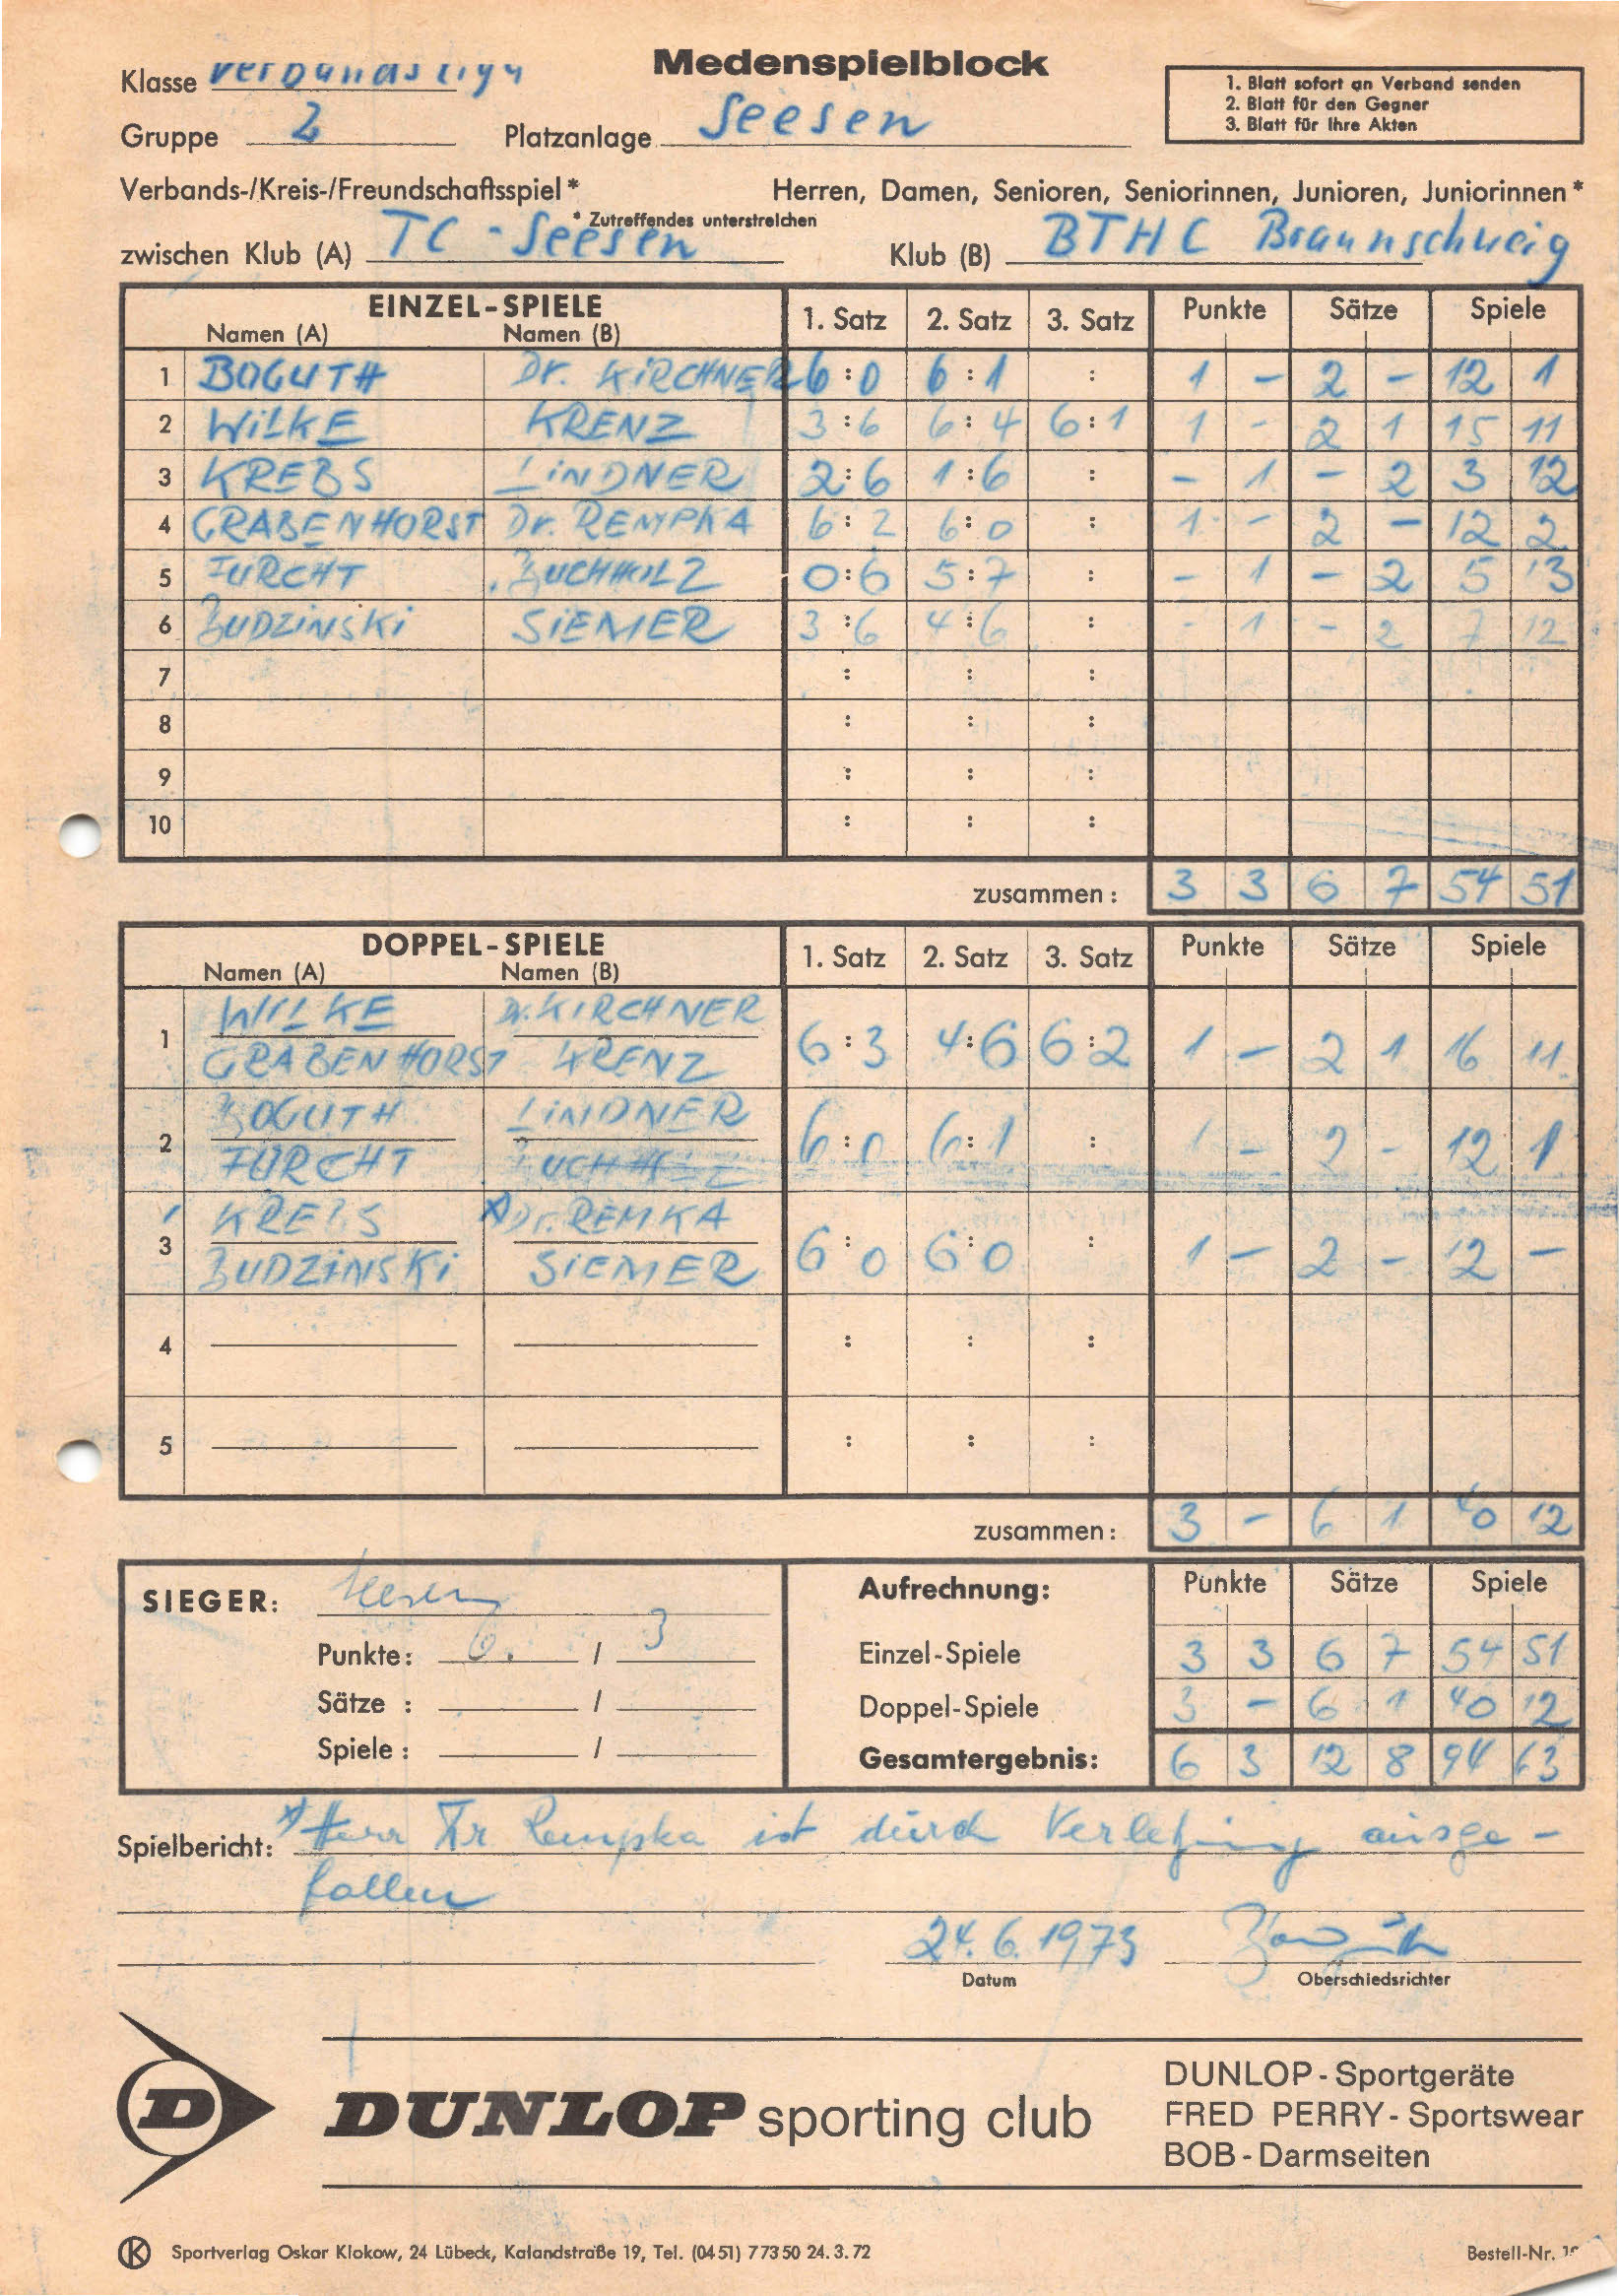 Medenspielblock
Klasse Verbandsliga
1. Blatt sofort an Verband senden
2. Blatt für den Gegner
3. Blatt für Ihre Akten
Gruppe 2 Platzanlage Seesen
Verbands-/Kreis-/Freundschaftsspiel* Herren, Damen, Senioren, Seniorinnen, Junioren, Juniorinnen*
* Zutreffendes unterstreichen
zwischen Klub (A) TC - Seesen Klub (B) BTHC Braunschweig
EINZEL-SPIELE 1. Satz 2. Satz 3. Satz Punkte Sätze Spiele
Namen (A) Namen (B)
1 BOGUTH Dr. KIRCHNER 6:0 6:1 : 1 - 2 - 12 1
2 WILKE KRENZ 3:6 6:4 6:1 1 - 2 1 15 11
3 KREBS LINDNER 2:6 1:6 : - 1 - 2 3 12
4 GRABENHORST Dr. REMPKA 6:2 6:0 : 1 - 2 - 12 2
5 FURCHT BUCHHOLZ 0:6 5:7 : - 1 - 2 5 13
6 BUDZINSKI SIEMER 3:6 4:6 : - 1 - 2 7 12
7 : : :
8 : : :
9 : : :
10 : : :
zusammen: 3 3 6 7 54 51
DOPPEL-SPIELE 1. Satz 2. Satz 3. Satz Punkte Sätze Spiele
Namen (A) Namen (B)
WILKE Dr. KIRCHNER
1 6:3 4:6 6:2 1 - 2 1 16 11
GRABENHORST KRENZ
BOGUTH LINDNER
2 6:0 6:1 : 1 - 2 - 12 1
FÜRCHT BUCHHOLZ
KREBS Dr. REMKA
3 6:0 6:0 : 1 - 2 - 12 -
BUDZINSKI SIEMER
4 : : :
5 : : :
zusammen: 3 - 6 1 40 12
SIEGER: Seesen Aufrechnung: Punkte Sätze Spiele
Punkte: 6. / 3 Einzel-Spiele 3 3 6 7 54 51
Sätze : / Doppel-Spiele 3 - 6 1 40 12
Spiele : / Gesamtergebnis: 6 3 12 8 94 63
Spielbericht: Herr Dr Rempka ist durch Verletzung ausge-
fallen
24.6.1973
Datum Oberschiedsrichter
D DUNLOP sporting club
DUNLOP-Sportgeräte
FRED PERRY-Sportswear
BOB-Darmseiten
K Sportverlag Oskar Klokow, 24 Lübeck, Kalandstraße 19, Tel. (0451) 77350 24.3.72 Bestell-Nr.